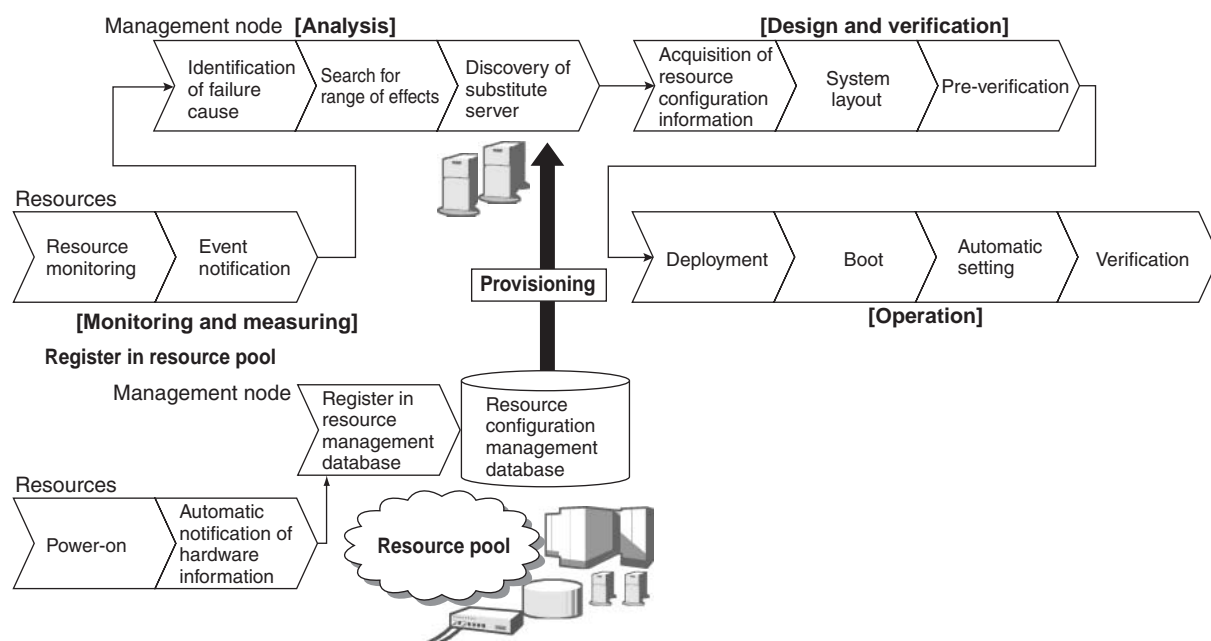 Management node [Analysis]
[Design and verification]
Identification
of failure
cause
Search for
range of effects
Discovery of
substitute
server
Acquisition of
resource
configuration
information
System
layout
Pre-verification
Resources
Resource
monitoring
Event
notification
[Monitoring and measuring]
Provisioning
Deployment
Boot
Automatic
setting
Verification
[Operation]
Register in resource pool
Management node
Register in
resource
management
database
Resource
configuration
management
database
Resources
Power-on
Automatic
notification of
hardware
information
Resource pool